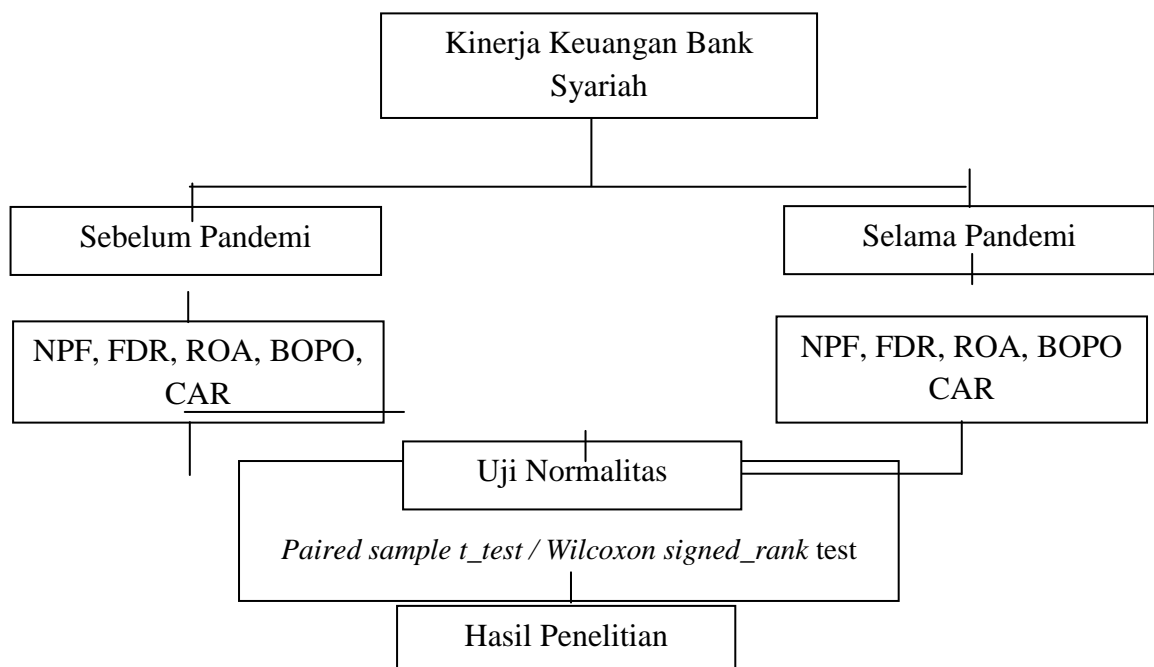 Kinerja Keuangan Bank
Syariah
Sebelum Pandemi
Selama Pandemi
NPF, FDR, ROA, BOPO,
CAR
NPF, FDR, ROA, BOPO
CAR
Uji Normalitas
Paired sample t_test / Wilcoxon signed_rank test
Hasil Penelitian